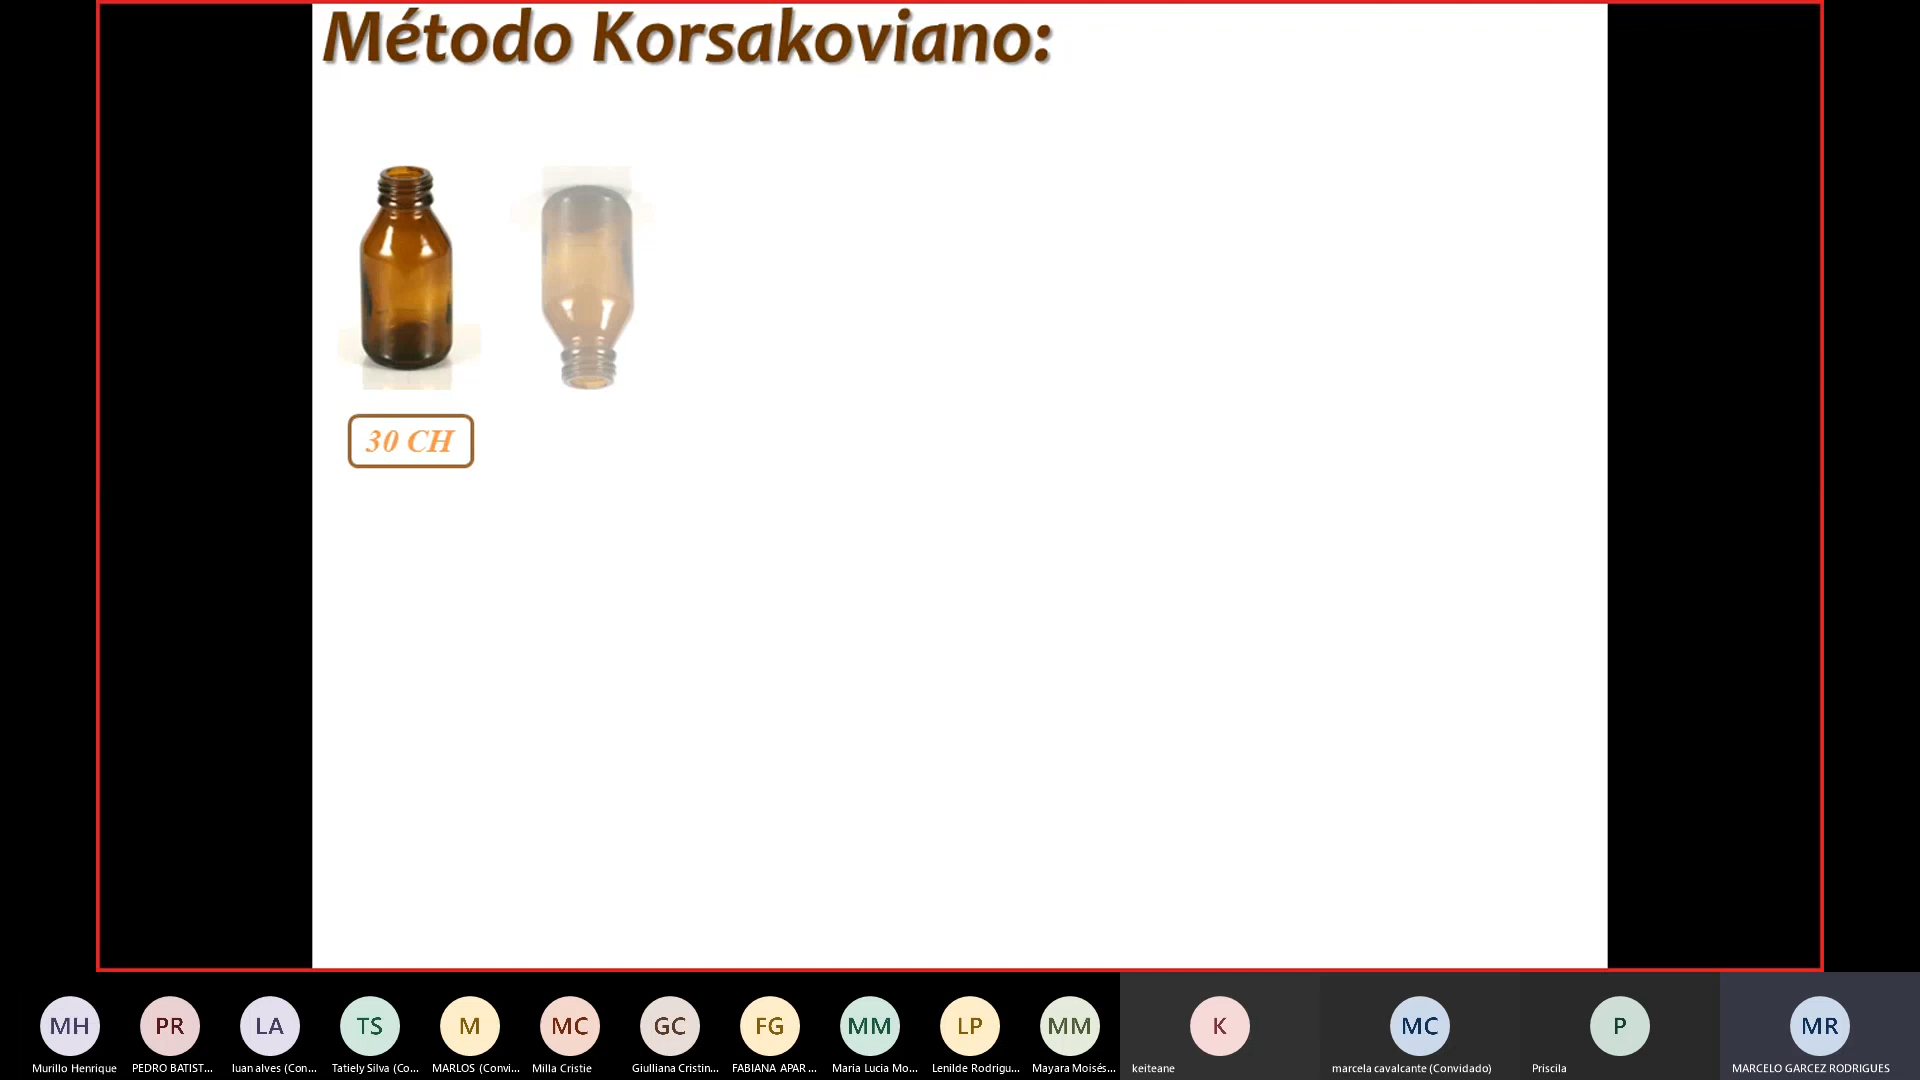 Método Korsakoviano:
30 CH
MH
PR
LA
TS
M
MC
GC
FG
MM
LP
MM
K
MC
P
MR
Murillo Henrique
PEDRO BATIST...
luan alves (Con...
Tatiely Silva (Co...
MARLOS (Convi...
Milla Cristie
Giulliana Cristin...
FABIANA APAR ...
Maria Lucia Mo...
Lenilde Rodrigu...
Mayara Moisés...
keiteane
marcela cavalcante (Convidado)
Priscila
MARCELO GARCEZ RODRIGUES